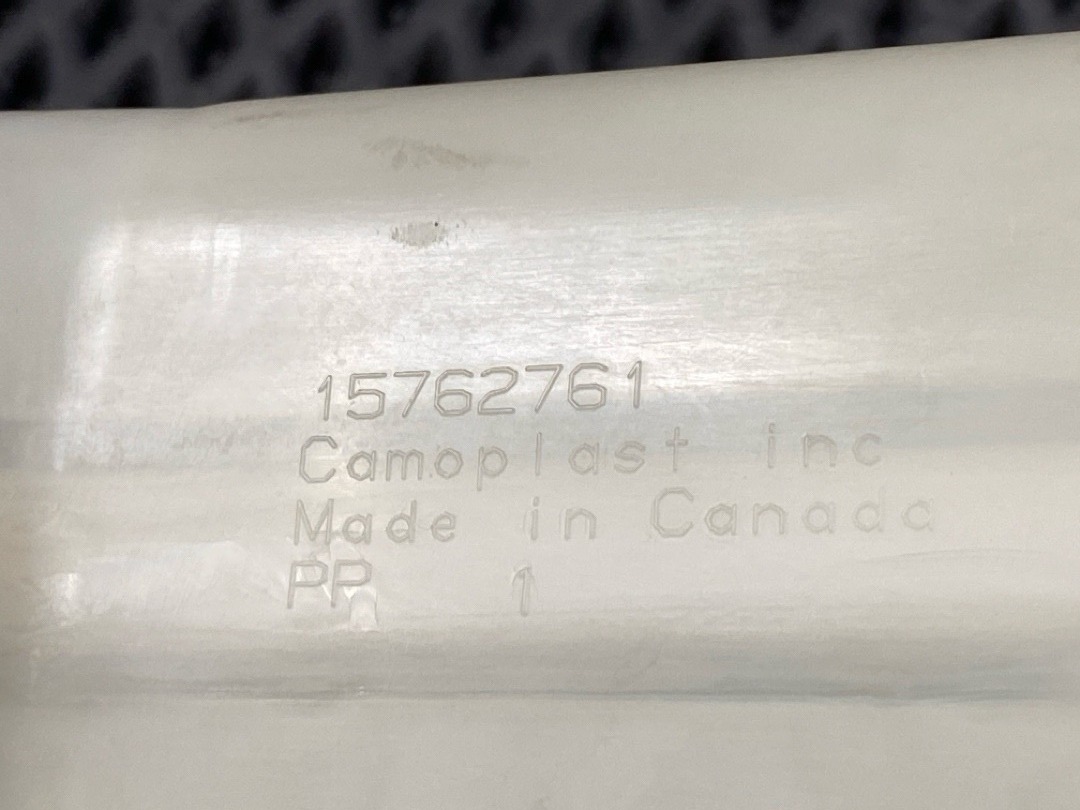 15762761
Camoplast inc
Made in Canada
PP 1